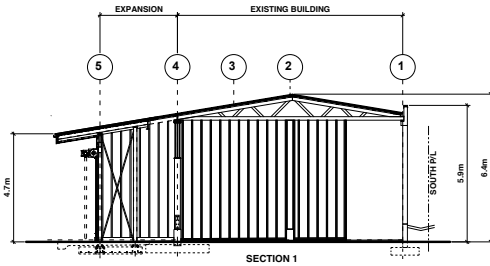 EXPANSION
EXISTING BUILDING
5
4
3
2
1
4.7m
SOUTH P/L
5.9m
6.4m
SECTION 1